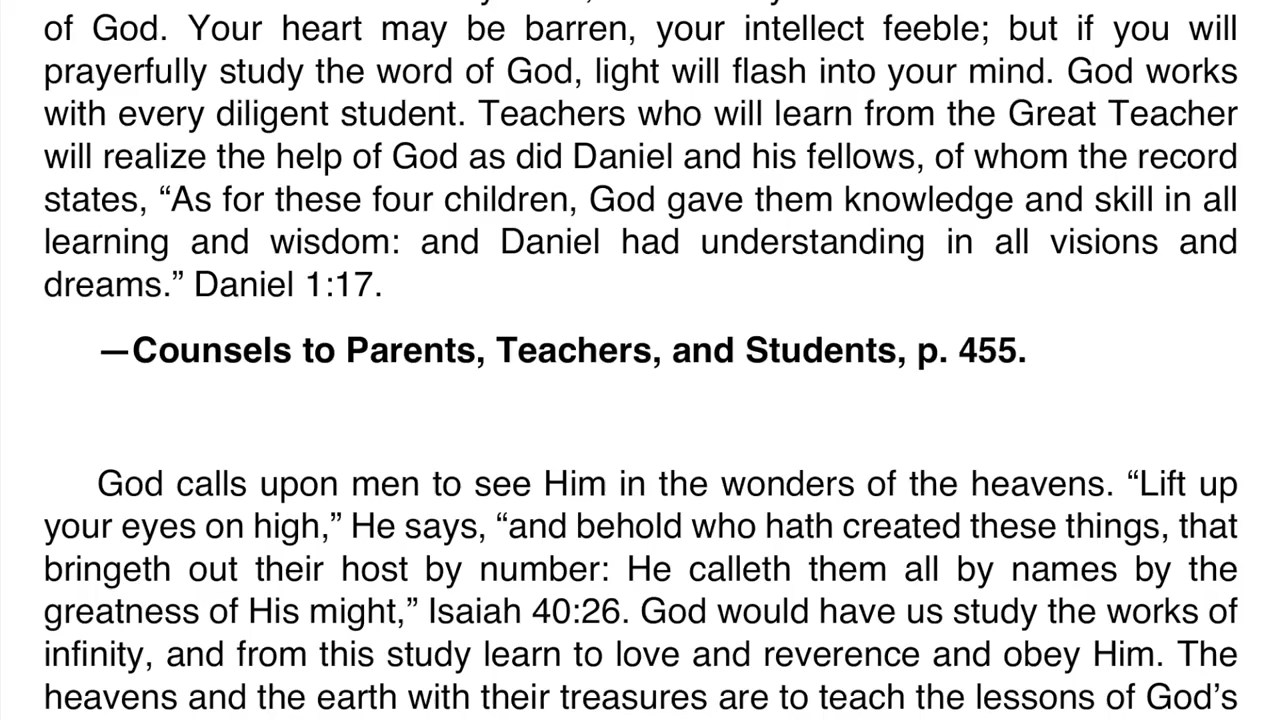 of God. Your heart may be barren, your intellect feeble; but if you will
prayerfully study the word of God, light will flash into your mind. God works
with every diligent student. Teachers who will learn from the Great Teacher
will realize the help of God as did Daniel and his fellows, of whom the record
states, “As for these four children, God gave them knowledge and skill in all
learning and wisdom: and Daniel had understanding in all visions and
dreams.” Daniel 1:17.
—Counsels to Parents, Teachers, and Students, p. 455.
God calls upon men to see Him in the wonders of the heavens. “Lift up
your eyes on high,” He says, “and behold who hath created these things, that
bringeth out their host by number: He calleth them all by names by the
greatness of His might,” Isaiah 40:26. God would have us study the works of
infinity, and from this study learn to love and reverence and obey Him. The
heavens and the earth with their treasures are to teach the lessons of God’s